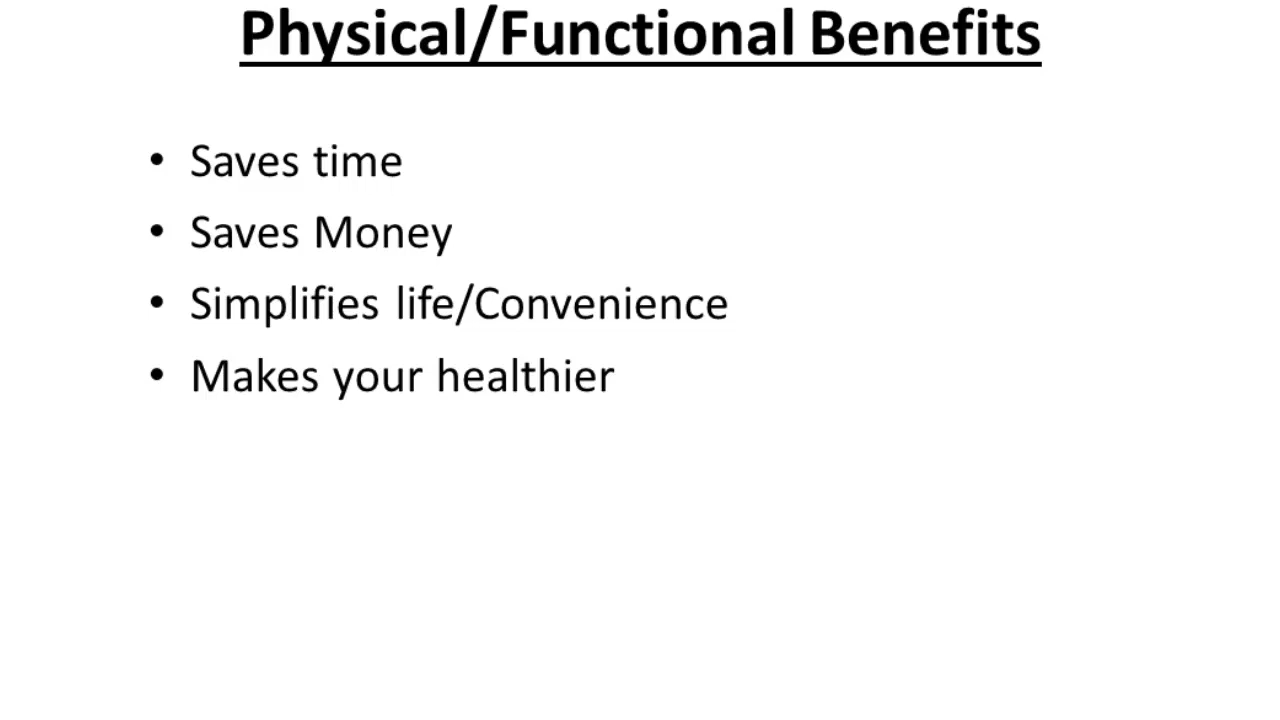 Physical/Functional Benefits
• Saves time
• Saves Money
• Simplifies life/Convenience
• Makes your healthier